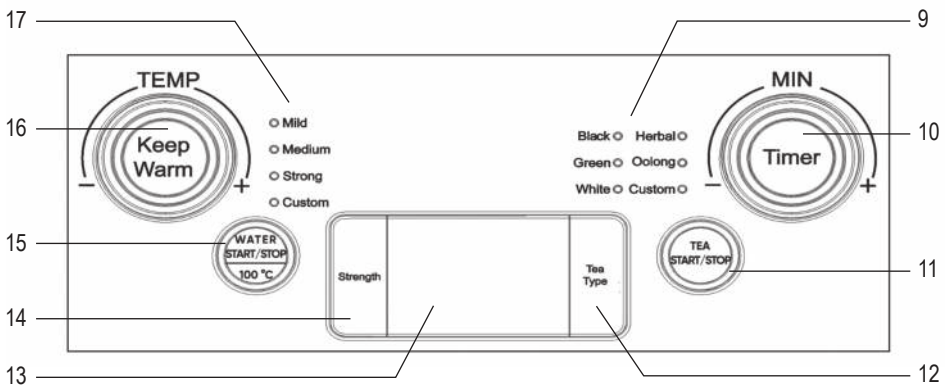 17
9
TEMP
MIN
16
Keep
Warm
- +
Mild
Medium
Strong
Custom
Black Herbal
Green Oolong
White Custom
Timer
- +
10
15
WATER
START/STOP
100 °C
Strength
Tea
Type
TEA
START/STOP
11
14
13
12